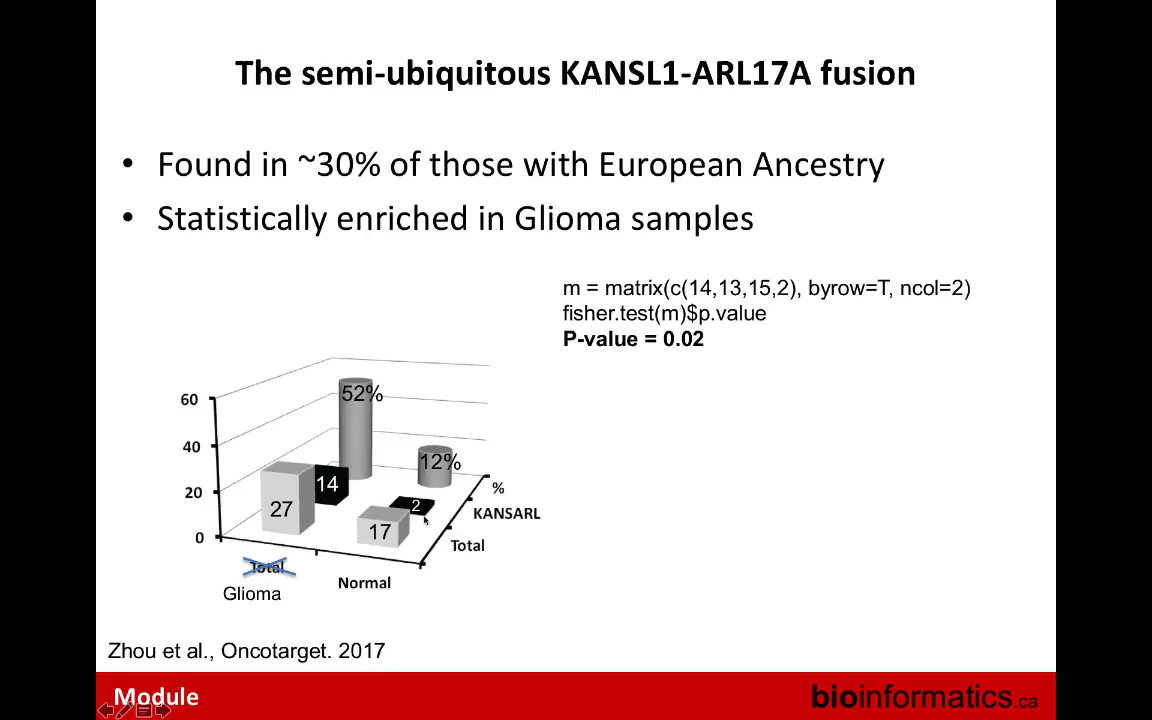 The semi-ubiquitous KANSL1-ARL17A fusion
• Found in ~30% of those with European Ancestry
• Statistically enriched in Glioma samples
m = matrix(c(14,13,15,2), byrow=T, ncol=2)
fisher.test(m)$p.value
P-value = 0.02
60
40
20
0
52%
12%
14
2
27
17
%
KANSARL
Total
Total
Normal
Glioma
Zhou et al., Oncotarget. 2017
Module
bioinformatics.ca